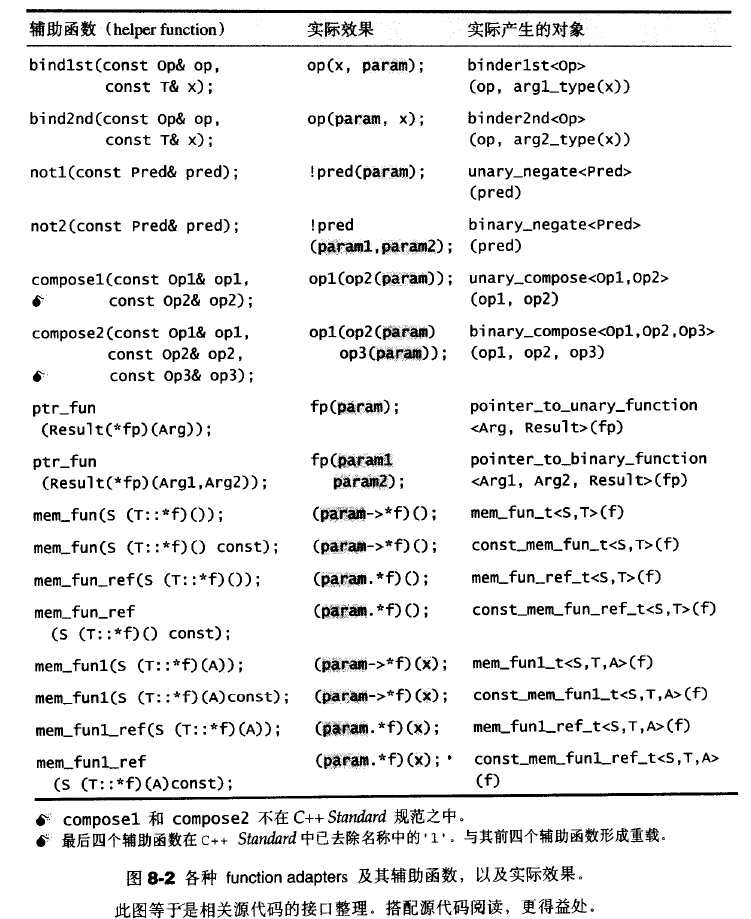 辅助函数（helper function） 实际效果 实际产生的对象
bind1st(const Op& op, op(x, param); binder1st<Op>
const T& x); (op, arg1_type(x))
bind2nd(const Op& op, op(param, x); binder2nd<Op>
const T& x); (op, arg2_type(x))
not1(const Pred& pred); !pred(param); unary_negate<Pred>
(pred)
not2(const Pred& pred); !pred binary_negate<Pred>
(param1,param2); (pred)
compose1(const Op1& op1, op1(op2(param)); unary_compose<Op1,Op2>
const Op2& op2); (op1, op2)
compose2(const Op1& op1, op1(op2(param) binary_compose<Op1,Op2,Op3>
const Op2& op2, op3(param)); (op1, op2, op3)
const Op3& op3);
ptr_fun fp(param); pointer_to_unary_function
(Result(*fp)(Arg)); <Arg, Result>(fp)
ptr_fun fp(param1 pointer_to_binary_function
(Result(*fp)(Arg1,Arg2)); param2); <Arg1, Arg2, Result>(fp)
mem_fun(S (T::*f)()); (param->*f)(); mem_fun_t<S,T>(f)
mem_fun(S (T::*f)() const); (param->*f)(); const_mem_fun_t<S,T>(f)
mem_fun_ref(S (T::*f)()); (param.*f)(); mem_fun_ref_t<S,T>(f)
mem_fun_ref (param.*f)(); const_mem_fun_ref_t<S,T>(f)
(S (T::*f)() const);
mem_fun1(S (T::*f)(A)); (param->*f)(x); mem_fun1_t<S,T,A>(f)
mem_fun1(S (T::*f)(A)const); (param->*f)(x); const_mem_fun1_t<S,T,A>(f)
mem_fun1_ref(S (T::*f)(A)); (param.*f)(x); mem_fun1_ref_t<S,T,A>(f)
mem_fun1_ref (param.*f)(x); const_mem_fun1_ref_t<S,T,A>
(S (T::*f)(A)const); (f)
compose1 和 compose2 不在 C++ Standard 规范之中。
最后四个辅助函数在 C++ Standard 中已去除名称中的'1'，与其前四个辅助函数形成重载。
图 8-2 各种 function adapters 及其辅助函数，以及实际效果。
此图等于是相关源代码的接口整理。搭配源代码阅读，更得益处。